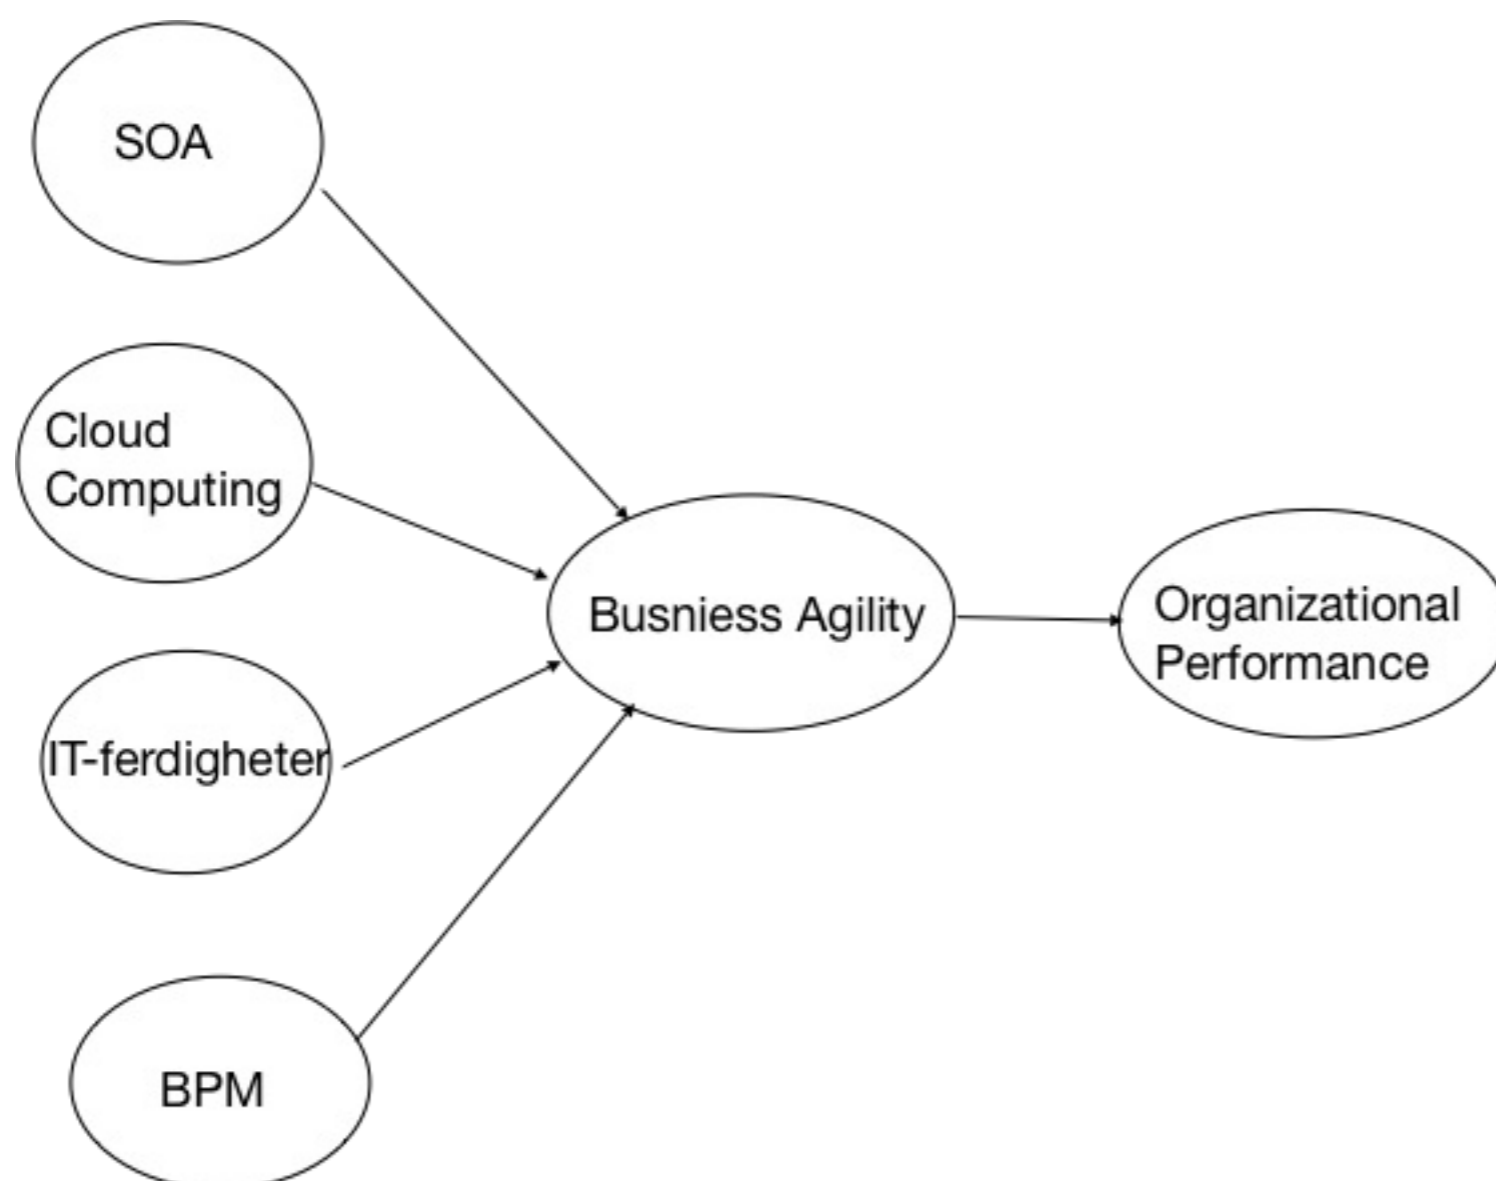 SOA
Cloud
Computing
IT-ferdigheter
BPM
Busniess Agility
Organizational
Performance